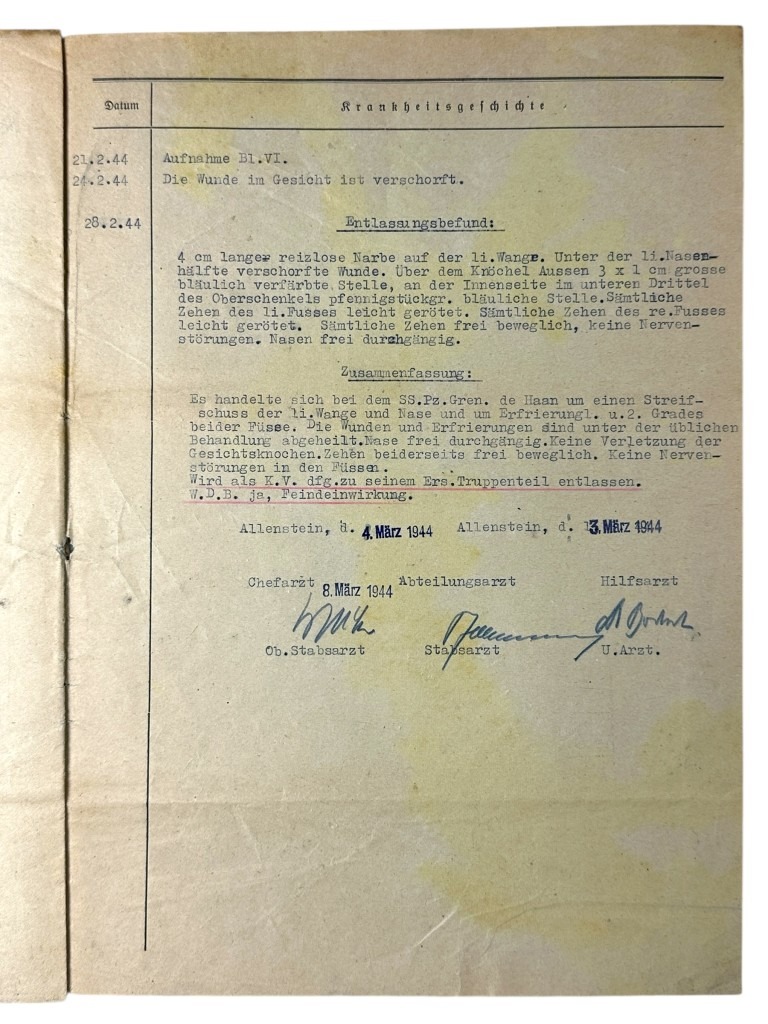 Datum Krankheitsgeschichte
21.2.44 Aufnahme Bl.VI.
24.2.44 Die Wunde im Gesicht ist verschorft.
28.2.44 Entlassungsbefund:
4 cm langer reizlose Narbe auf der li.Wange. Unter der li.Nasen-
hälfte verschorfte Wunde. Über dem Knöchel Aussen 3 x 1 cm grosse
bläulich verfärbte Stelle, an der Innenseite im unteren Drittel
des Oberschenkels pfennigstückgr. bläuliche Stelle.Sämtliche
Zehen des li.Fusses leicht gerötet. Sämtliche Zehen des re.Fusses
leicht gerötet. Sämtliche Zehen frei beweglich, keine Nerven-
störungen. Nasen frei durchgängig.
Zusammenfassung:
Es handelte sich bei dem SS.Pz.Gren. de Haan um einen Streif-
schuss der li.Wange und Nase und um Erfrierungl. u.2. Grades
beider Füsse. Die Wunden und Erfrierungen sind unter der üblichen
Behandlung abgeheilt.Nase frei durchgängig.Keine Verletzung der
Gesichtsknochen.Zehen beiderseits frei beweglich. Keine Nerven-
störungen in den Füssen.
Wird als K.V. dfg.zu seinem Ers.Truppenteil entlassen.
W.D.B. ja, Feindeinwirkung.
Allenstein, d. 4. März 1944 Allenstein, d. 3. März 1944
Chefarzt 8. März 1944 Abteilungsarzt Hilfsarzt
Ob.Stabsarzt Stabsarzt U.Arzt.